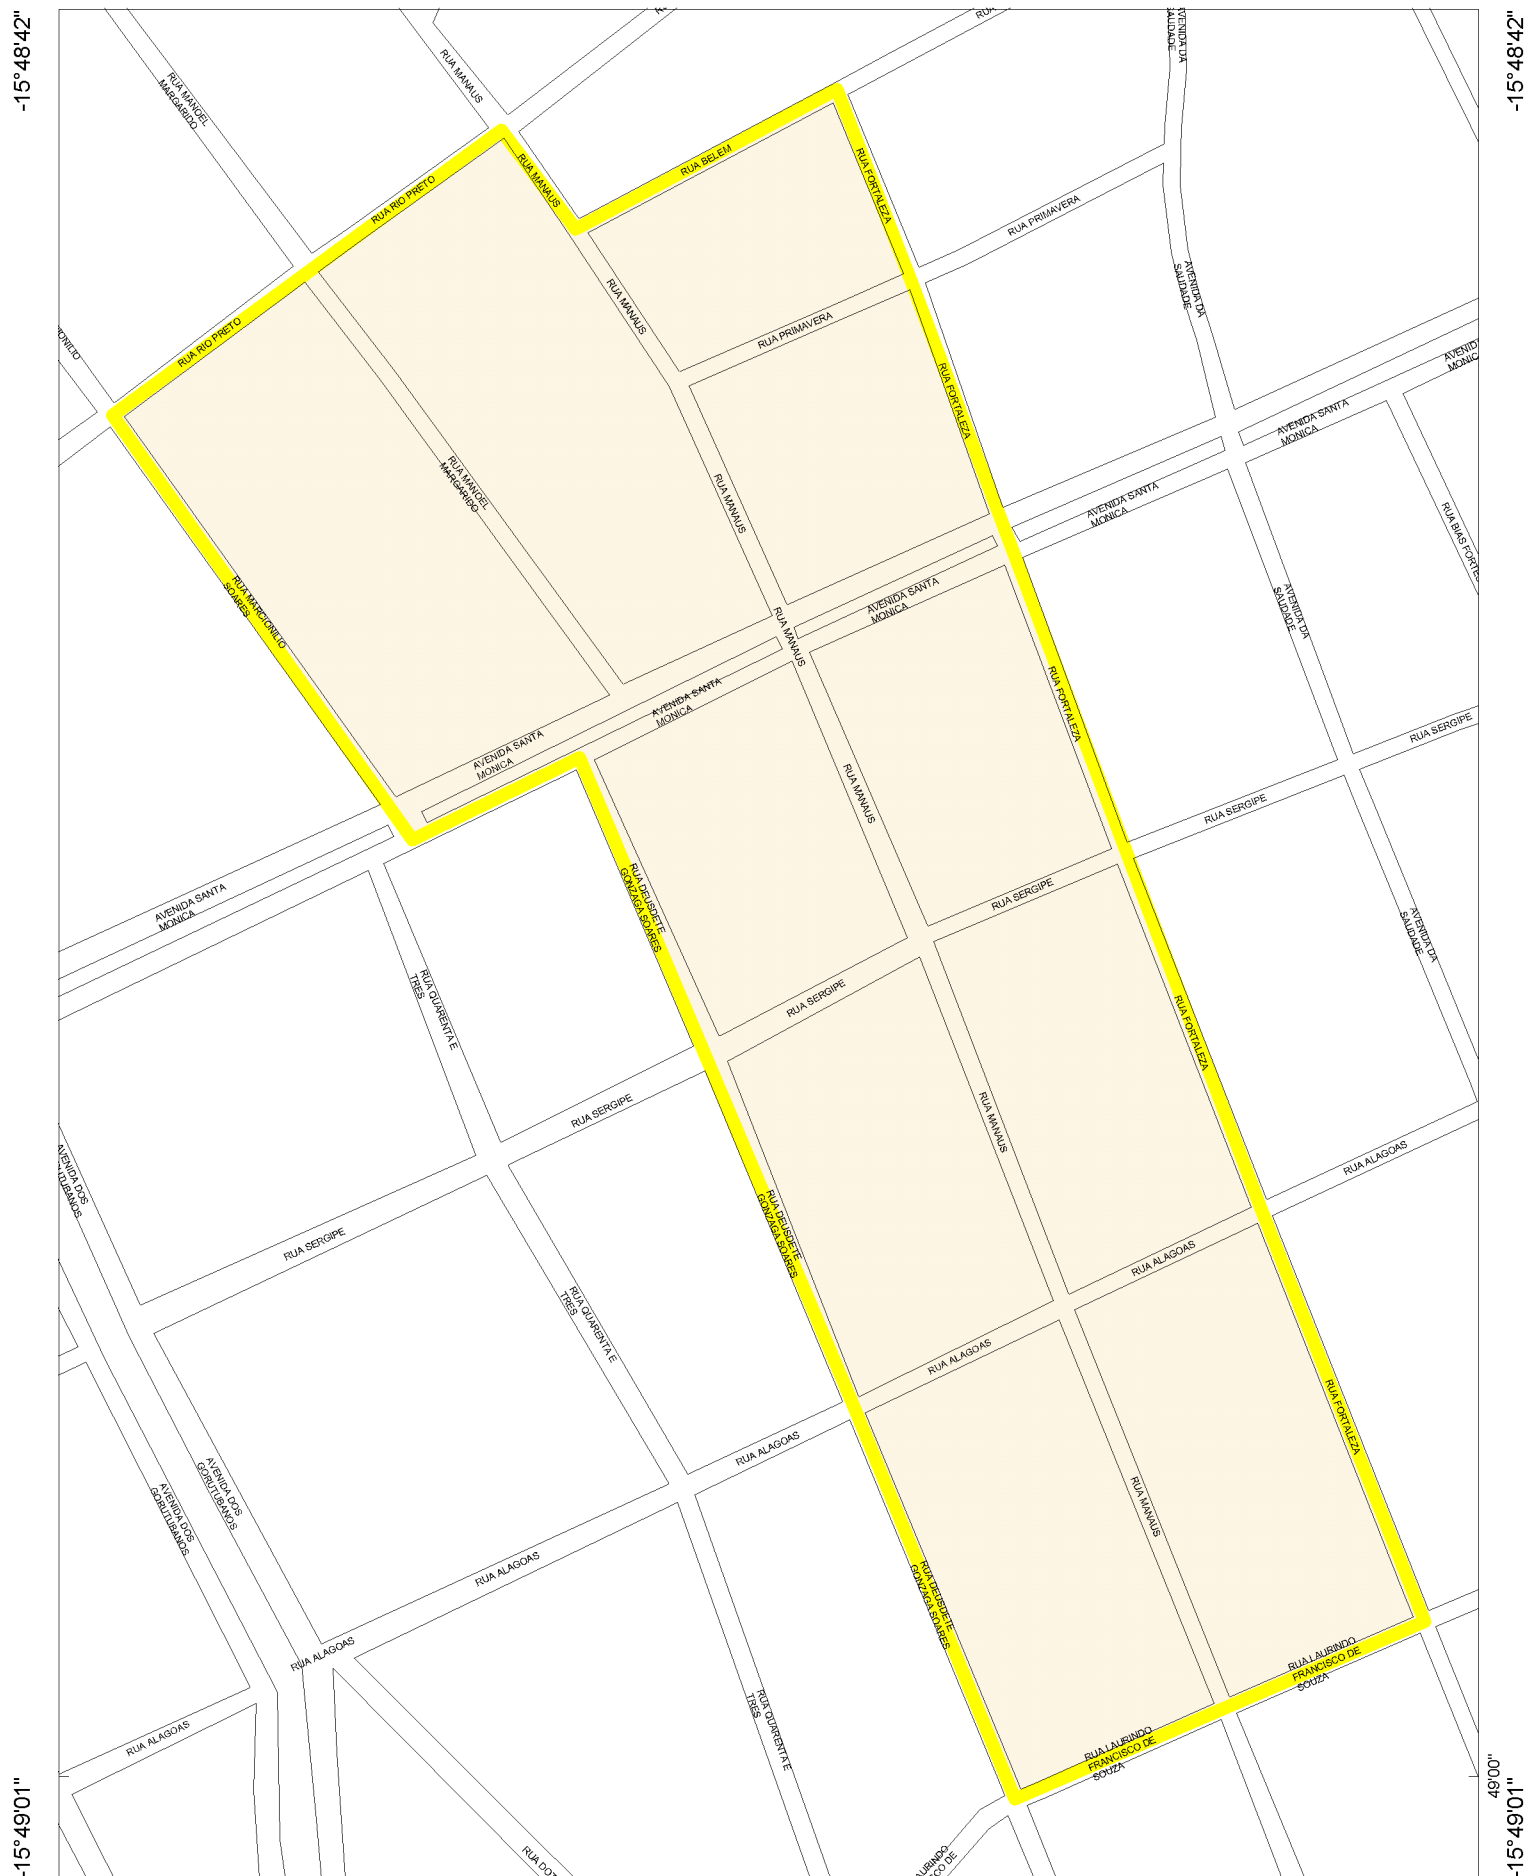 -15°48'42"
-15°48'42"
RUA MANAUS
RUA
AVENIDA DA
SAUDADE
RUA MANOEL
MARGARIDO
RUA BELEM
RUA MANAUS
RUA FORTALEZA
RUA RIO PRETO
RUA PRIMAVERA
AVENIDA DA
SAUDADE
RUA MANAUS
RUA PRIMAVERA
RUA RIO PRETO
RUA FORTALEZA
AVENIDA SANTA
MONICA
RUA MANOEL
MARGARIDO
RUA MANAUS
AVENIDA SANTA
MONICA
RUA BIAS FORTES
RUA MARCIONILIO
SOARES
AVENIDA SANTA
MONICA
AVENIDA DA
SAUDADE
RUA MANAUS
AVENIDA SANTA
MONICA
RUA FORTALEZA
AVENIDA SANTA
MONICA
RUA SERGIPE
RUA MANAUS
RUA SERGIPE
AVENIDA SANTA
MONICA
RUA DEUSDETE
GONZAGA SOARES
RUA SERGIPE
AVENIDA DA
SAUDADE
RUA QUARENTA E
TRES
RUA SERGIPE
RUA FORTALEZA
RUA SERGIPE
RUA MANAUS
RUA ALAGOAS
AVENIDA DOS
RUA DEUSDETE
GONZAGA SOARES
RUA SERGIPE
RUA ALAGOAS
RUA QUARENTA E
TRES
RUA ALAGOAS
RUA FORTALEZA
RUA ALAGOAS
AVENIDA DOS
GORUTUBANOS
AVENIDA DOS
GORUTUBANOS
RUA MANAUS
RUA ALAGOAS
RUA DEUSDETE
GONZAGA SOARES
RUA ALAGOAS
RUA LAURINDO
FRANCISCO DE
SOUZA
RUA QUARENTA E
TRES
RUA ALAGOAS
RUA LAURINDO
FRANCISCO DE
SOUZA
49'00"
-15°49'01"
-15°49'01"
RUA